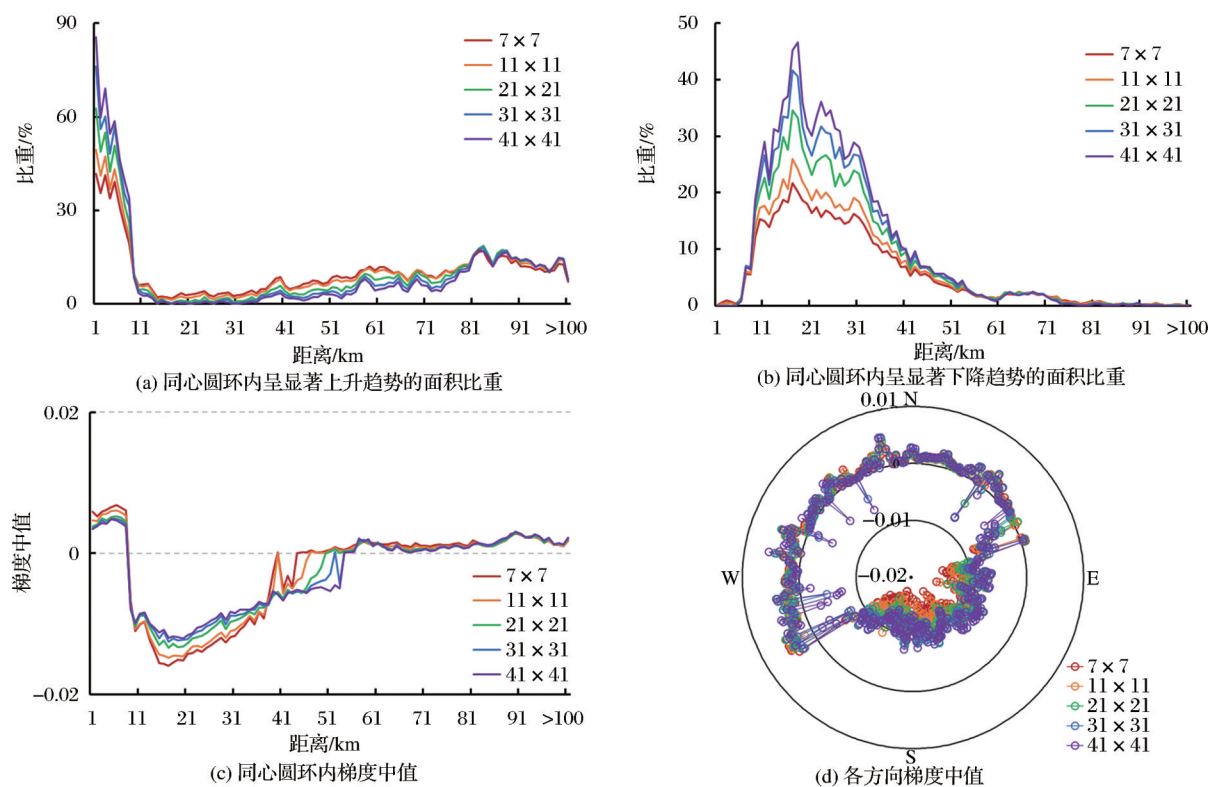 90
60
30
0
比重/%
7×7
11×11
21×21
31×31
41×41
1 11 21 31 41 51 61 71 81 91 >100
距离/km
(a) 同心圆环内呈显著上升趋势的面积比重
50
40
30
20
10
0
比重/%
7×7
11×11
21×21
31×31
41×41
1 11 21 31 41 51 61 71 81 91 >100
距离/km
(b) 同心圆环内呈显著下降趋势的面积比重
0.02
0
−0.02
梯度中值
7×7
11×11
21×21
31×31
41×41
1 11 21 31 41 51 61 71 81 91 >100
距离/km
(c) 同心圆环内梯度中值
0.01 N
0
−0.01
W −0.02 E
S
7×7
11×11
21×21
31×31
41×41
(d) 各方向梯度中值